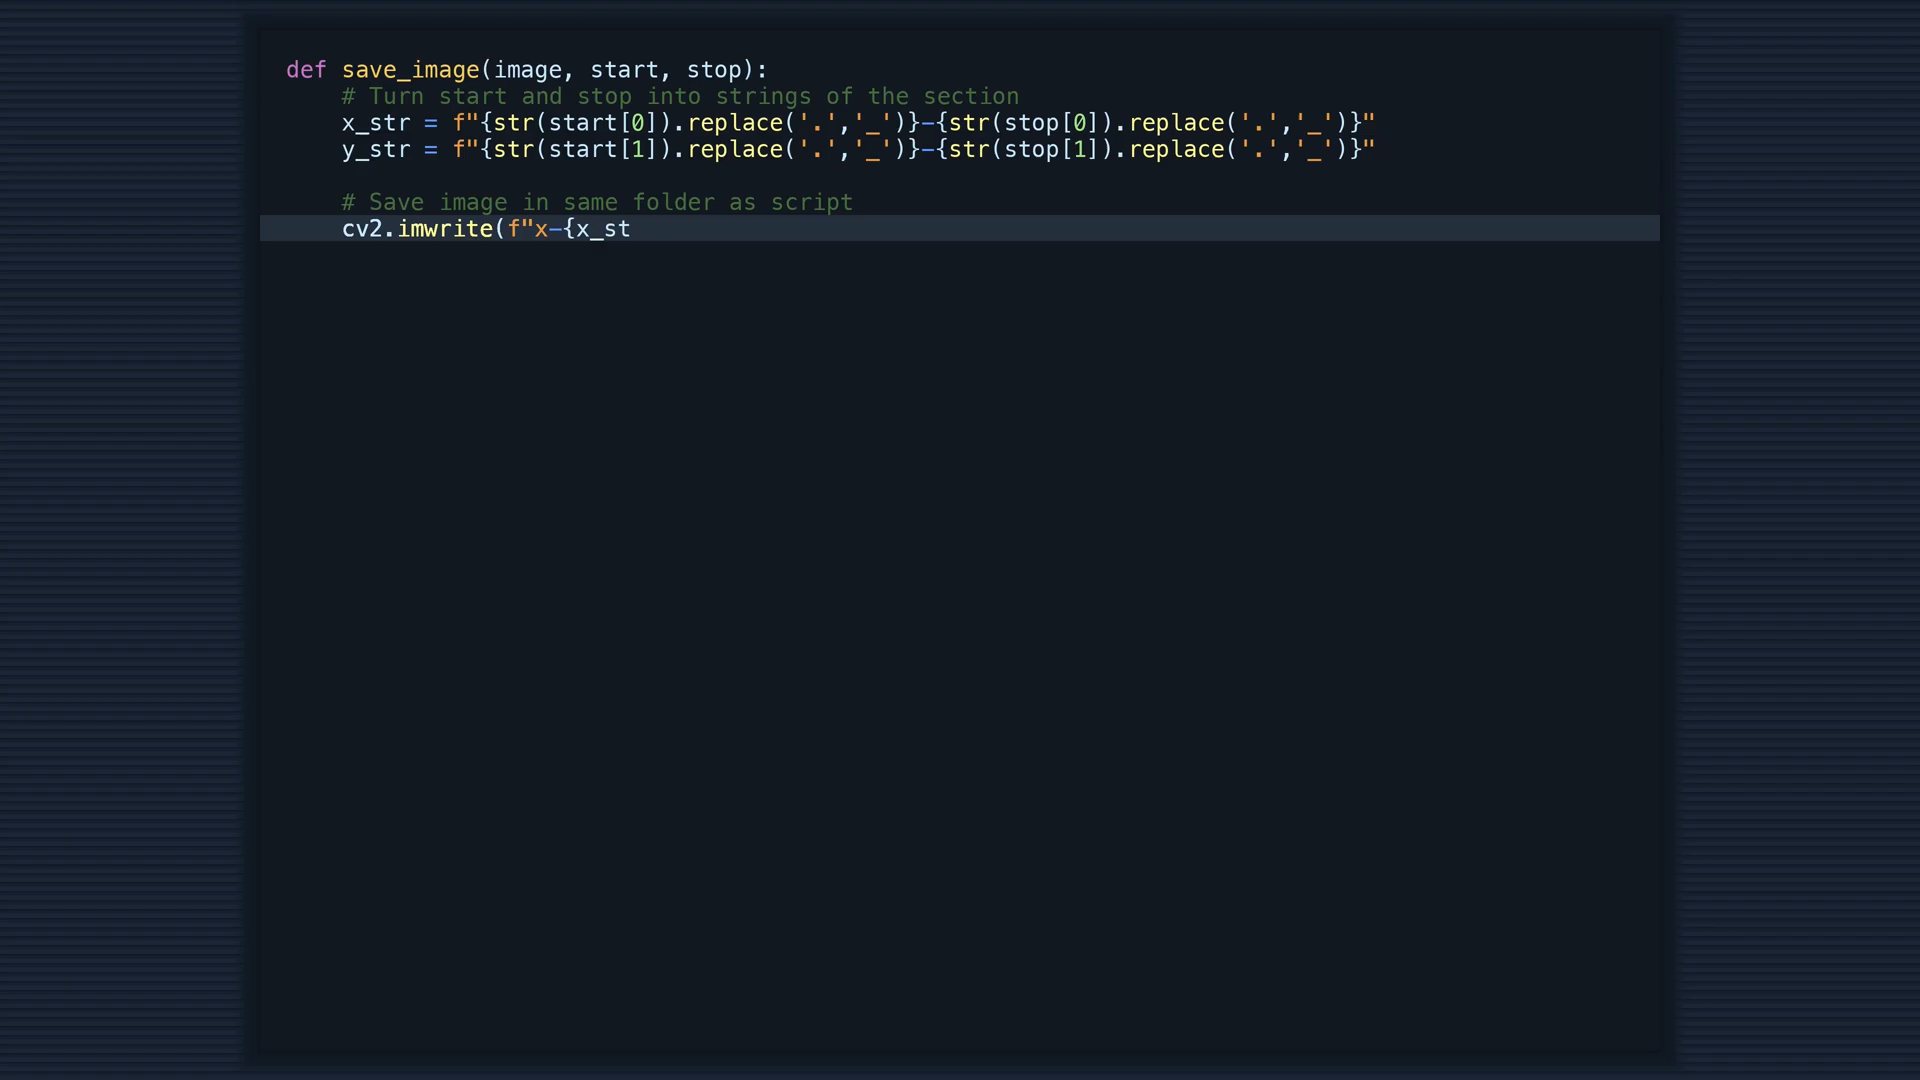 def save_image(image, start, stop):
    # Turn start and stop into strings of the section
    x_str = f"{str(start[0]).replace('.','_')}-{str(stop[0]).replace('.','_')}"
    y_str = f"{str(start[1]).replace('.','_')}-{str(stop[1]).replace('.','_')}"

    # Save image in same folder as script
    cv2.imwrite(f"x-{x_st